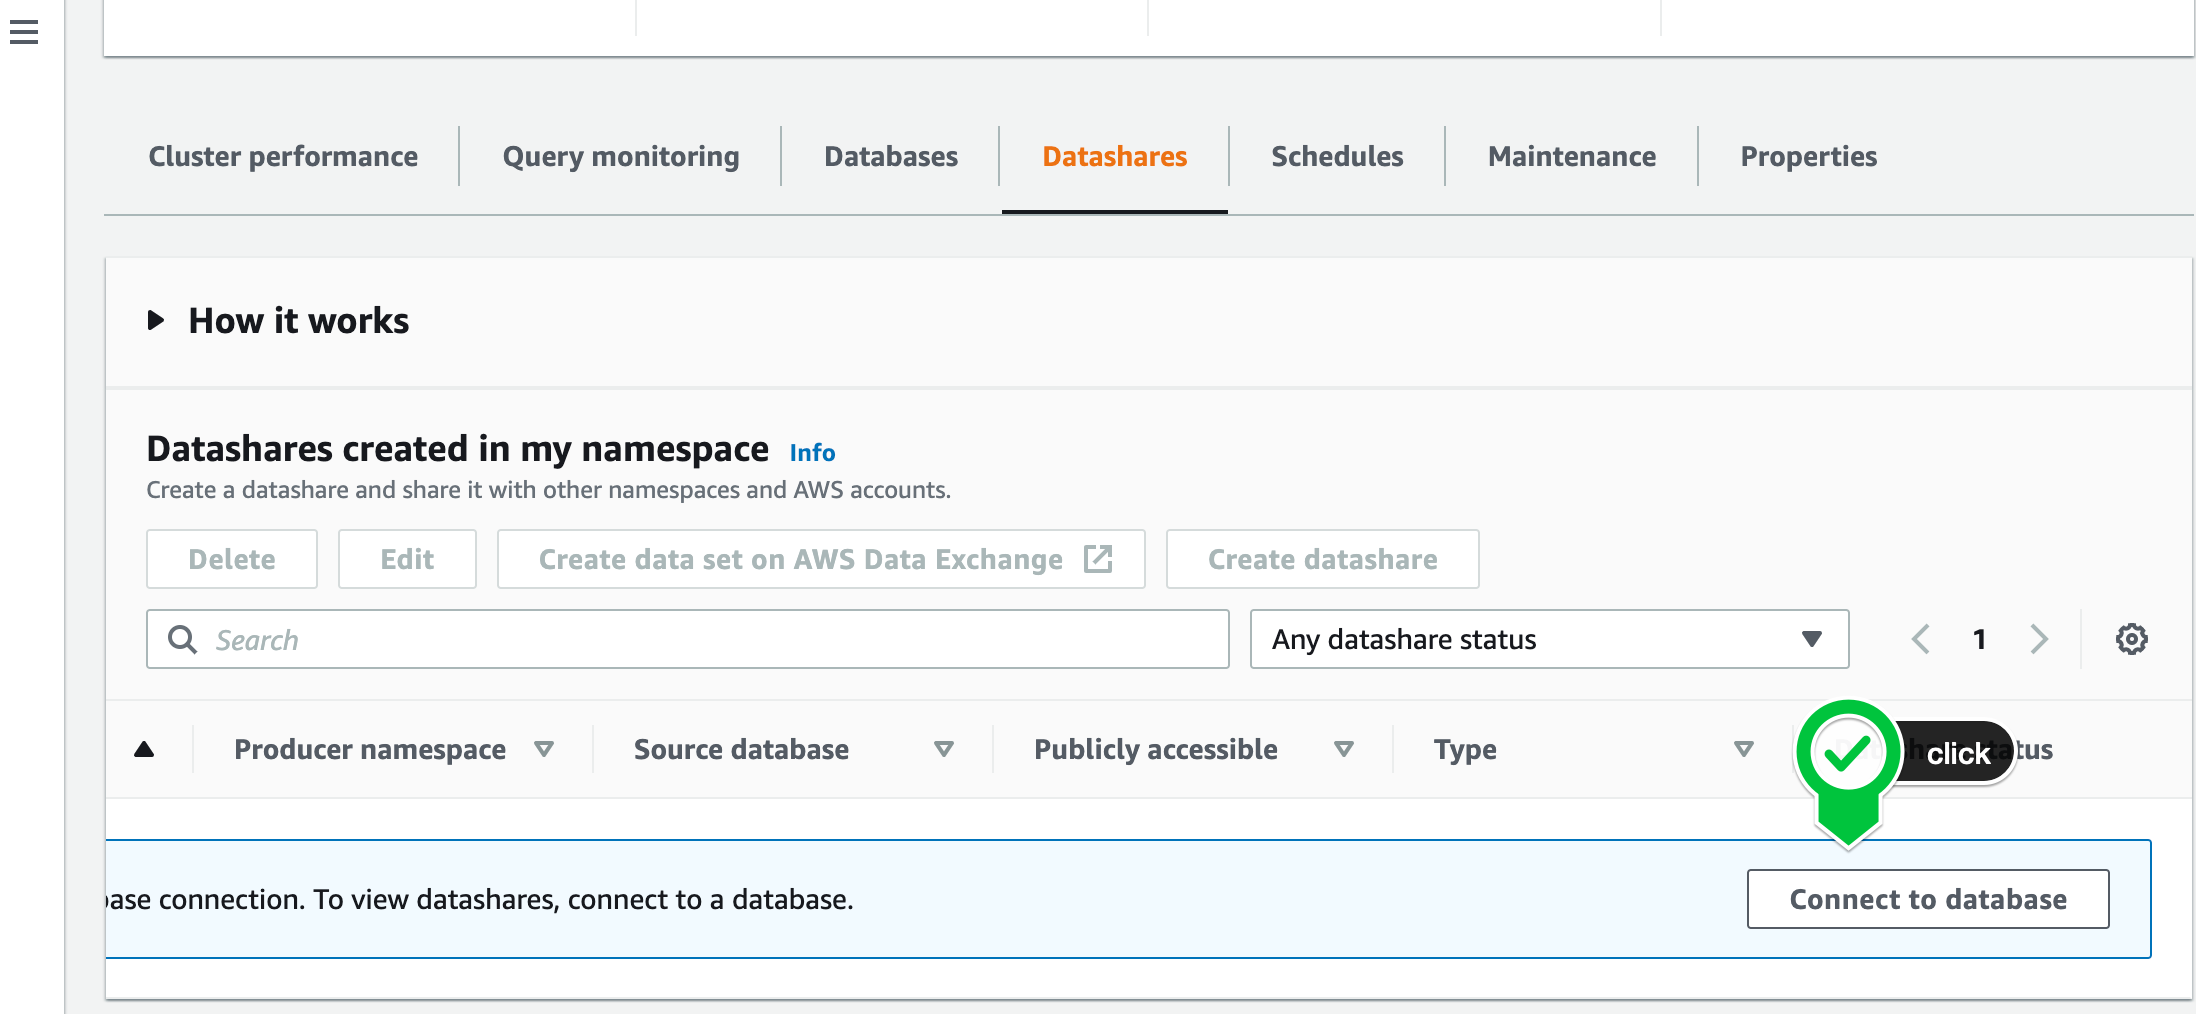 Cluster performance
Query monitoring
Databases
Datashares
Schedules
Maintenance
Properties
How it works
Datashares created in my namespace Info
Create a datashare and share it with other namespaces and AWS accounts.
Delete
Edit
Create data set on AWS Data Exchange
Create datashare
Search
Any datashare status
1
Producer namespace
Source database
Publicly accessible
Type
click
connection. To view datashares, connect to a database.
Connect to database